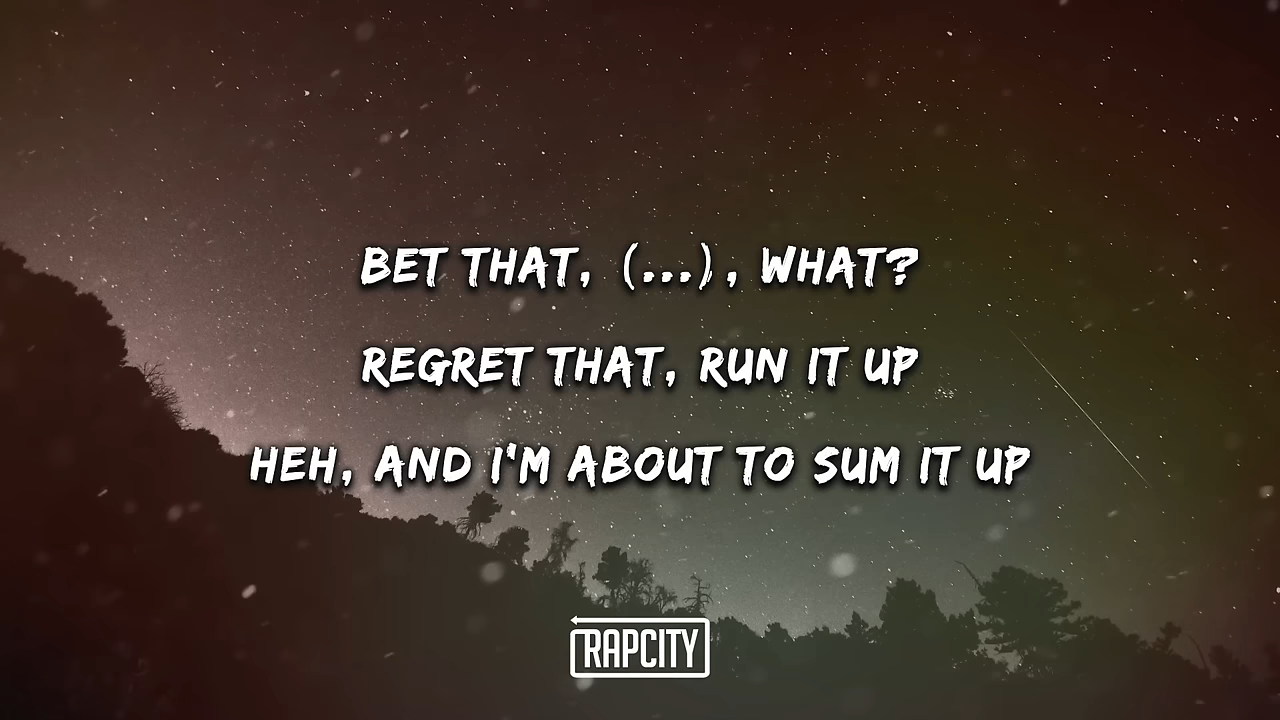 BET THAT, (...), WHAT?
REGRET THAT, RUN IT UP
HEH, AND I'M ABOUT TO SUM IT UP
RAPCITY